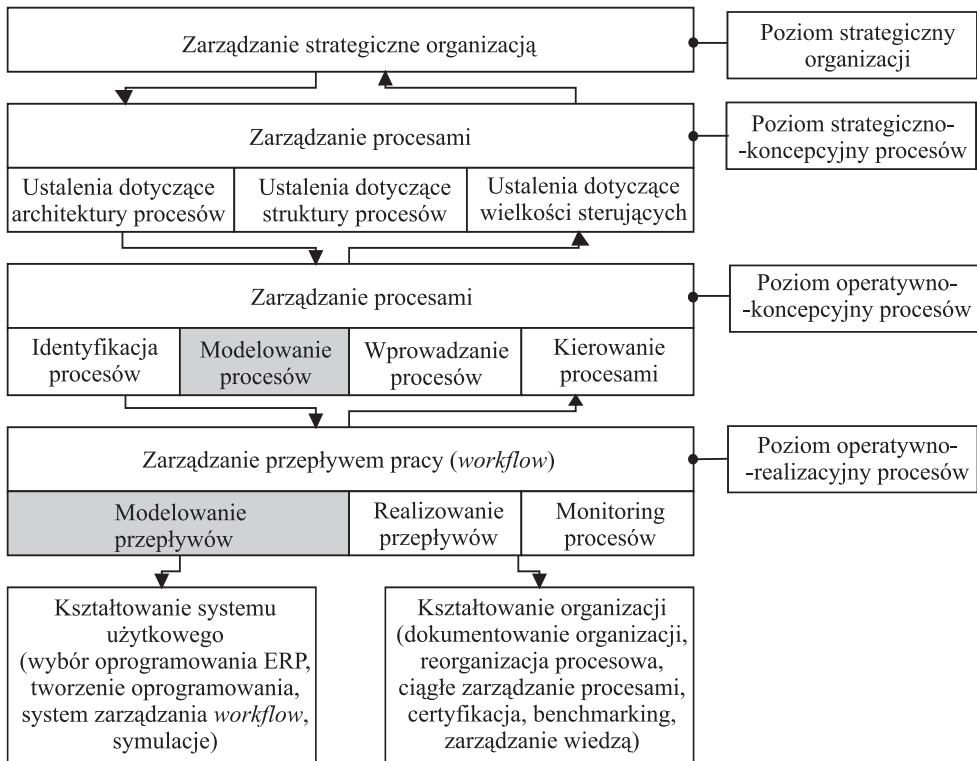 Zarządzanie strategiczne organizacją
Poziom strategiczny
organizacji
Zarządzanie procesami
Poziom strategiczno-
-koncepcyjny procesów
Ustalenia dotyczące
architektury procesów
Ustalenia dotyczące
struktury procesów
Ustalenia dotyczące
wielkości sterujących
Zarządzanie procesami
Poziom operatywno-
-koncepcyjny procesów
Identyfikacja
procesów
Modelowanie
procesów
Wprowadzanie
procesów
Kierowanie
procesami
Zarządzanie przepływem pracy (workflow)
Poziom operatywno-
-realizacyjny procesów
Modelowanie
przepływów
Realizowanie
przepływów
Monitoring
procesów
Kształtowanie systemu
użytkowego
(wybór oprogramowania ERP,
tworzenie oprogramowania,
system zarządzania workflow,
symulacje)
Kształtowanie organizacji
(dokumentowanie organizacji,
reorganizacja procesowa,
ciągłe zarządzanie procesami,
certyfikacja, benchmarking,
zarządzanie wiedzą)